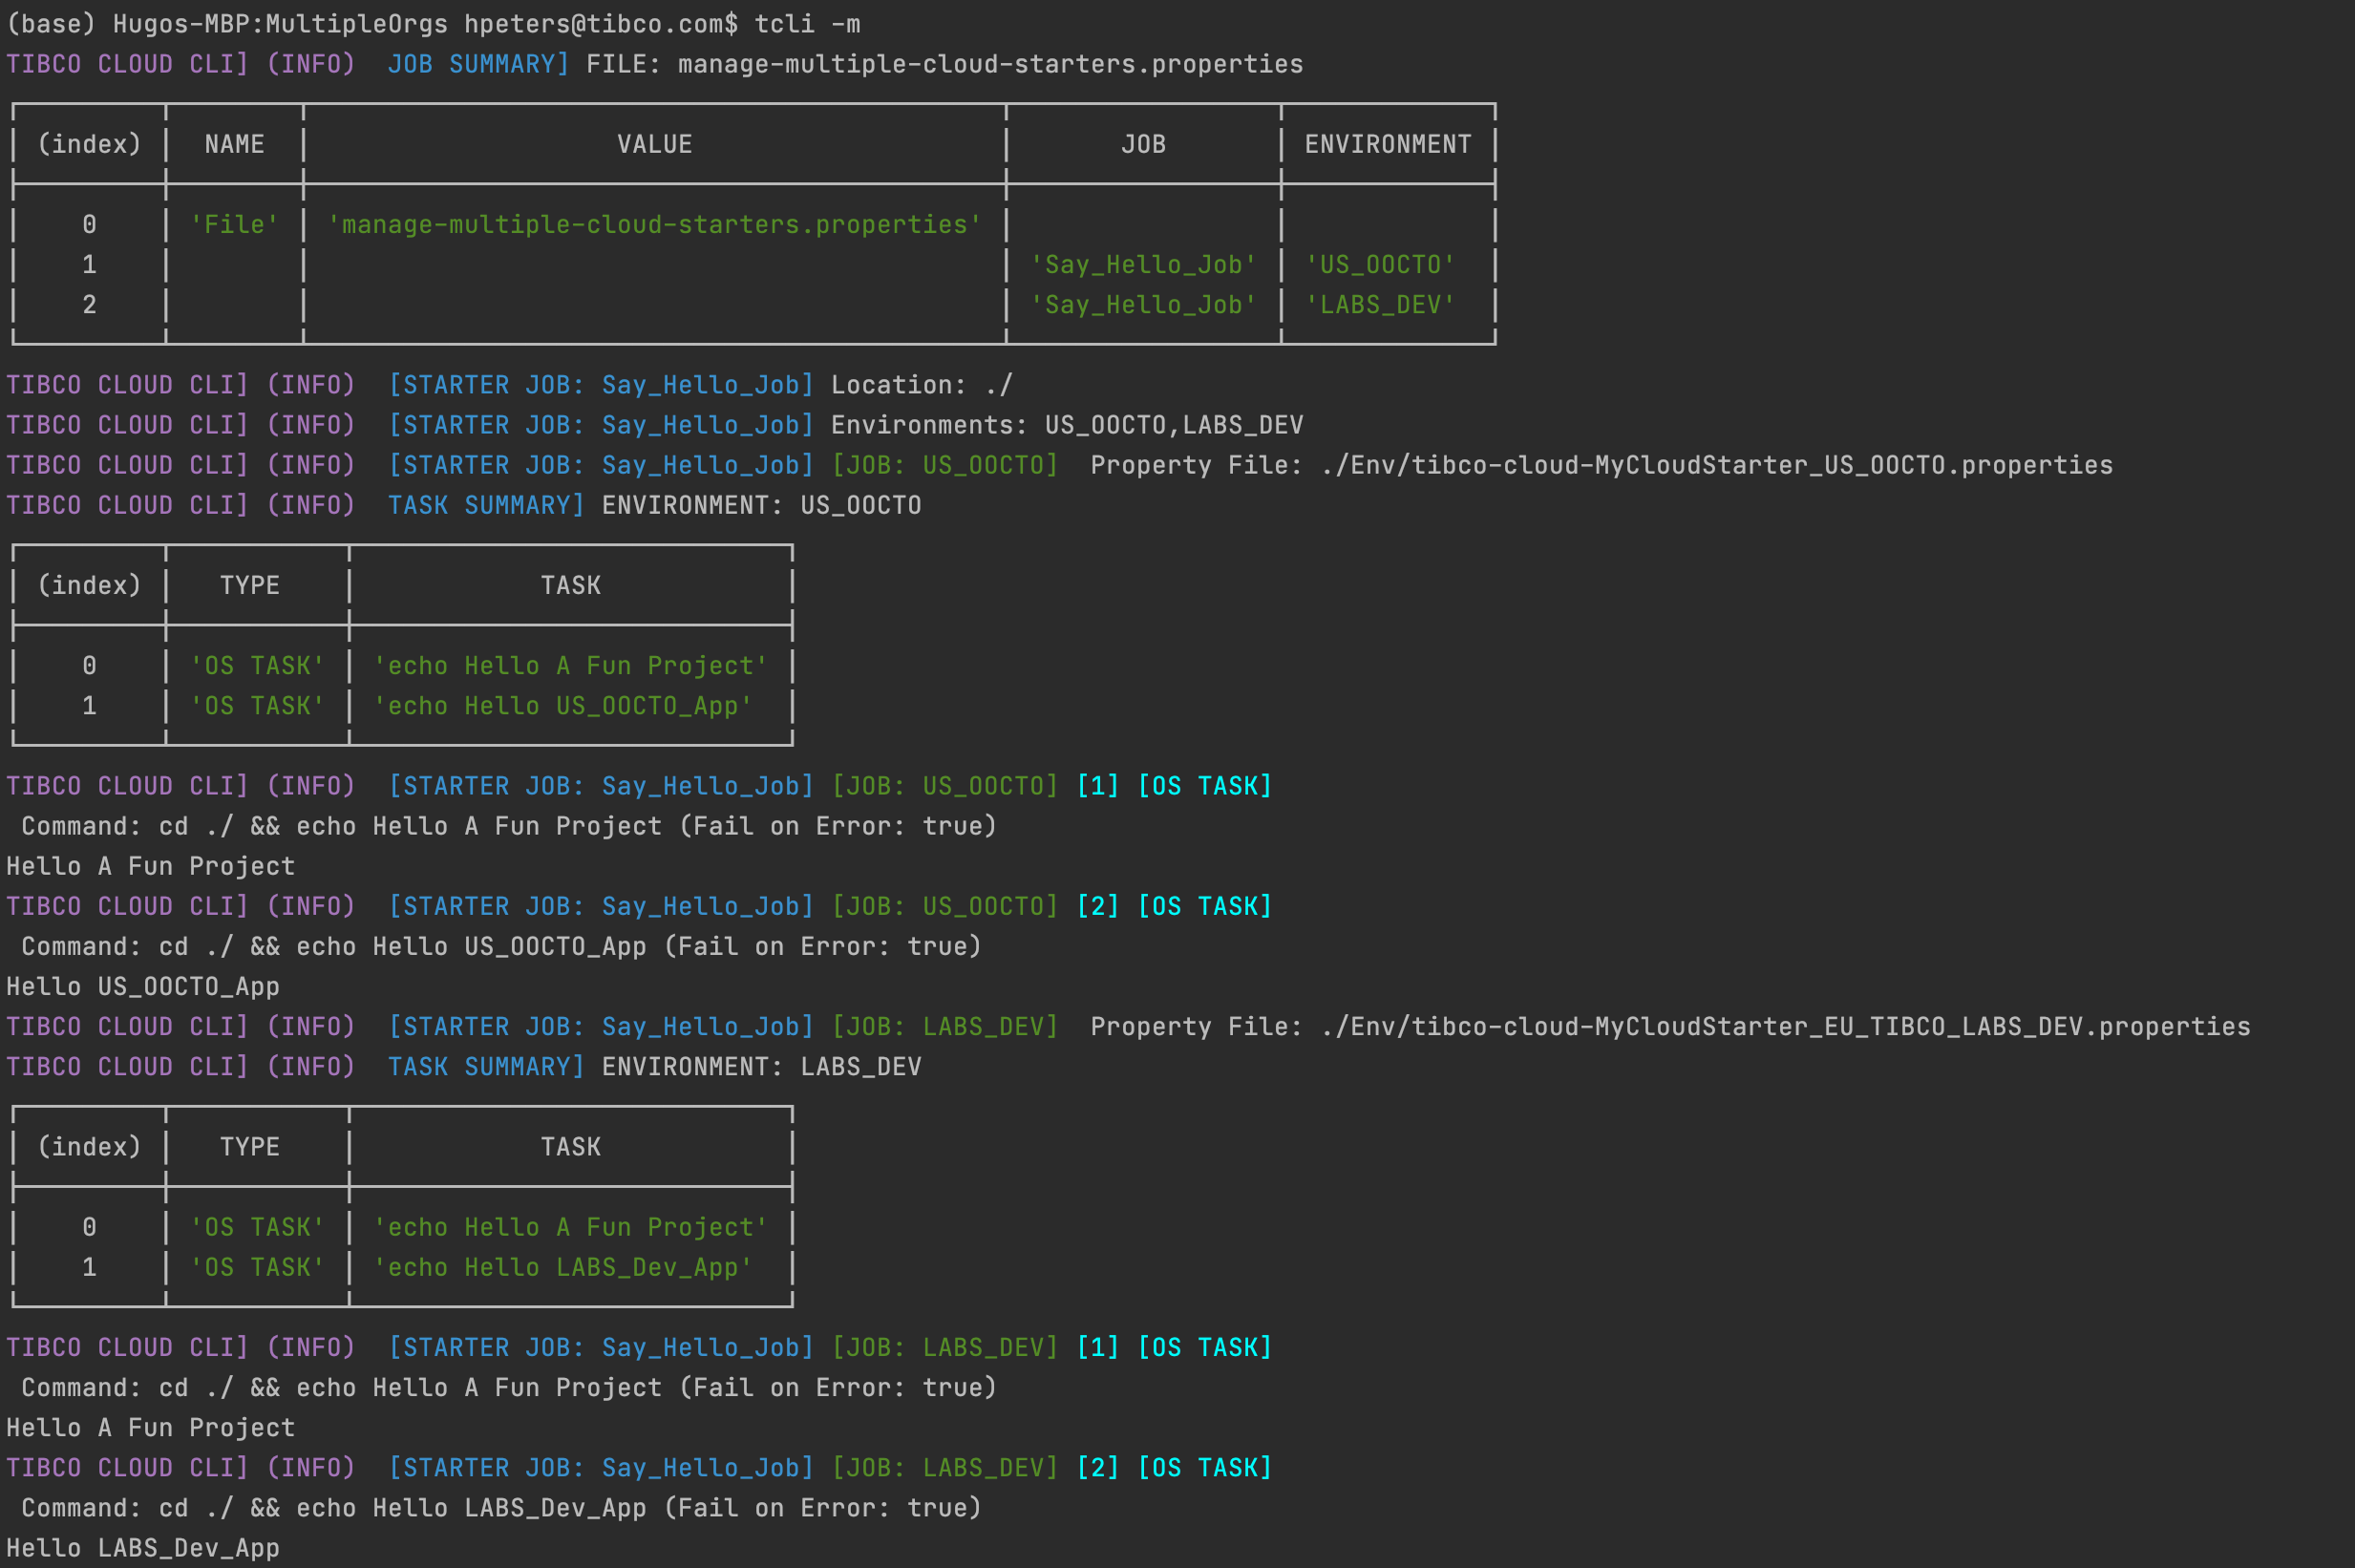 (base) Hugos-MBP:MultipleOrgs hpeters@tibco.com$ tcli -m
TIBCO CLOUD CLI] (INFO)  JOB SUMMARY] FILE: manage-multiple-cloud-starters.properties
(index) NAME VALUE JOB ENVIRONMENT
0 'File' 'manage-multiple-cloud-starters.properties'
1 'Say_Hello_Job' 'US_OOCTO'
2 'Say_Hello_Job' 'LABS_DEV'
TIBCO CLOUD CLI] (INFO)  [STARTER JOB: Say_Hello_Job] Location: ./
TIBCO CLOUD CLI] (INFO)  [STARTER JOB: Say_Hello_Job] Environments: US_OOCTO,LABS_DEV
TIBCO CLOUD CLI] (INFO)  [STARTER JOB: Say_Hello_Job] [JOB: US_OOCTO]  Property File: ./Env/tibco-cloud-MyCloudStarter_US_OOCTO.properties
TIBCO CLOUD CLI] (INFO)  TASK SUMMARY] ENVIRONMENT: US_OOCTO
(index) TYPE TASK
0 'OS TASK' 'echo Hello A Fun Project'
1 'OS TASK' 'echo Hello US_OOCTO_App'
TIBCO CLOUD CLI] (INFO)  [STARTER JOB: Say_Hello_Job] [JOB: US_OOCTO] [1] [OS TASK]
Command: cd ./ && echo Hello A Fun Project (Fail on Error: true)
Hello A Fun Project
TIBCO CLOUD CLI] (INFO)  [STARTER JOB: Say_Hello_Job] [JOB: US_OOCTO] [2] [OS TASK]
Command: cd ./ && echo Hello US_OOCTO_App (Fail on Error: true)
Hello US_OOCTO_App
TIBCO CLOUD CLI] (INFO)  [STARTER JOB: Say_Hello_Job] [JOB: LABS_DEV]  Property File: ./Env/tibco-cloud-MyCloudStarter_EU_TIBCO_LABS_DEV.properties
TIBCO CLOUD CLI] (INFO)  TASK SUMMARY] ENVIRONMENT: LABS_DEV
(index) TYPE TASK
0 'OS TASK' 'echo Hello A Fun Project'
1 'OS TASK' 'echo Hello LABS_Dev_App'
TIBCO CLOUD CLI] (INFO)  [STARTER JOB: Say_Hello_Job] [JOB: LABS_DEV] [1] [OS TASK]
Command: cd ./ && echo Hello A Fun Project (Fail on Error: true)
Hello A Fun Project
TIBCO CLOUD CLI] (INFO)  [STARTER JOB: Say_Hello_Job] [JOB: LABS_DEV] [2] [OS TASK]
Command: cd ./ && echo Hello LABS_Dev_App (Fail on Error: true)
Hello LABS_Dev_App